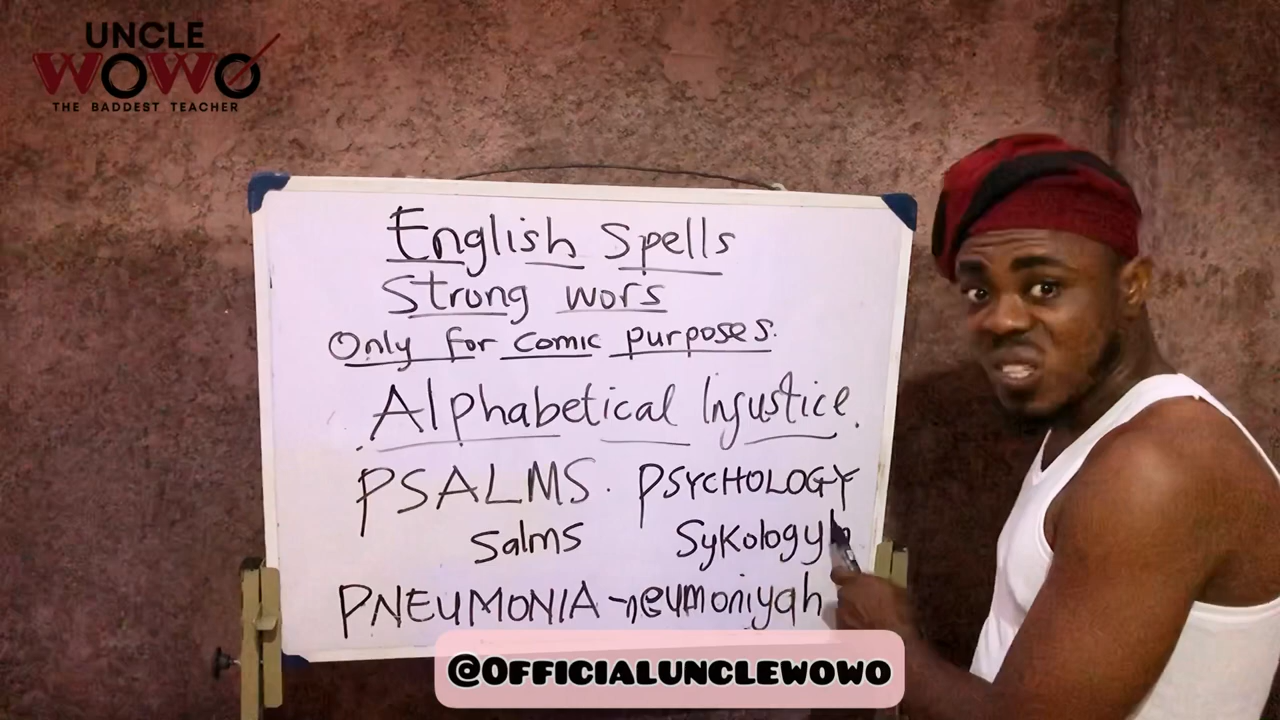 UNCLE
WOWO
THE BADDEST TEACHER
English Spells
Strong wors
Only for comic purposes.
Alphabetical Injustice.
PSALMS. PSYCHOLOGY
Salms Sykology
PNEUMONIA - neumoniyah
@OFFICIALUNCLEWOWO